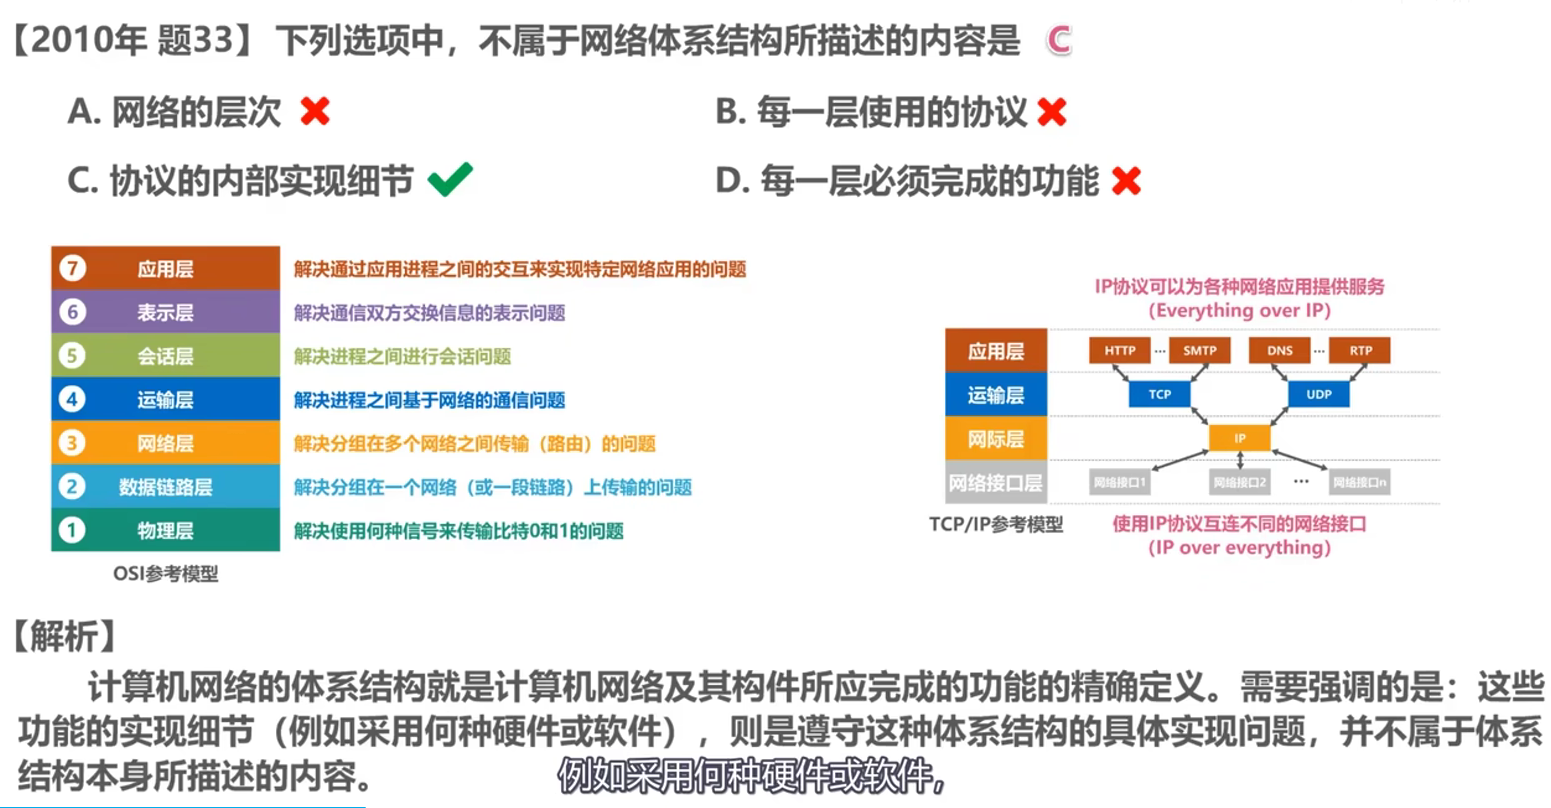 【2010年 题33】 下列选项中，不属于网络体系结构所描述的内容是 C
A. 网络的层次
B. 每一层使用的协议
C. 协议的内部实现细节
D. 每一层必须完成的功能
7 应用层 解决通过应用进程之间的交互来实现特定网络应用的问题
6 表示层 解决通信双方交换信息的表示问题
5 会话层 解决进程之间进行会话问题
4 运输层 解决进程之间基于网络的通信问题
3 网络层 解决分组在多个网络之间传输（路由）的问题
2 数据链路层 解决分组在一个网络（或一段链路）上传输的问题
1 物理层 解决使用何种信号来传输比特0和1的问题
OSI参考模型
IP协议可以为各种网络应用提供服务
(Everything over IP)
应用层 HTTP ... SMTP DNS ... RTP
运输层 TCP UDP
网际层 IP
网络接口层 网络接口1 网络接口2 ... 网络接口n
TCP/IP参考模型
使用IP协议互连不同的网络接口
(IP over everything)
【解析】
计算机网络的体系结构就是计算机网络及其构件所应完成的功能的精确定义。需要强调的是：这些
功能的实现细节（例如采用何种硬件或软件），则是遵守这种体系结构的具体实现问题，并不属于体系
结构本身所描述的内容。
例如采用何种硬件或软件，